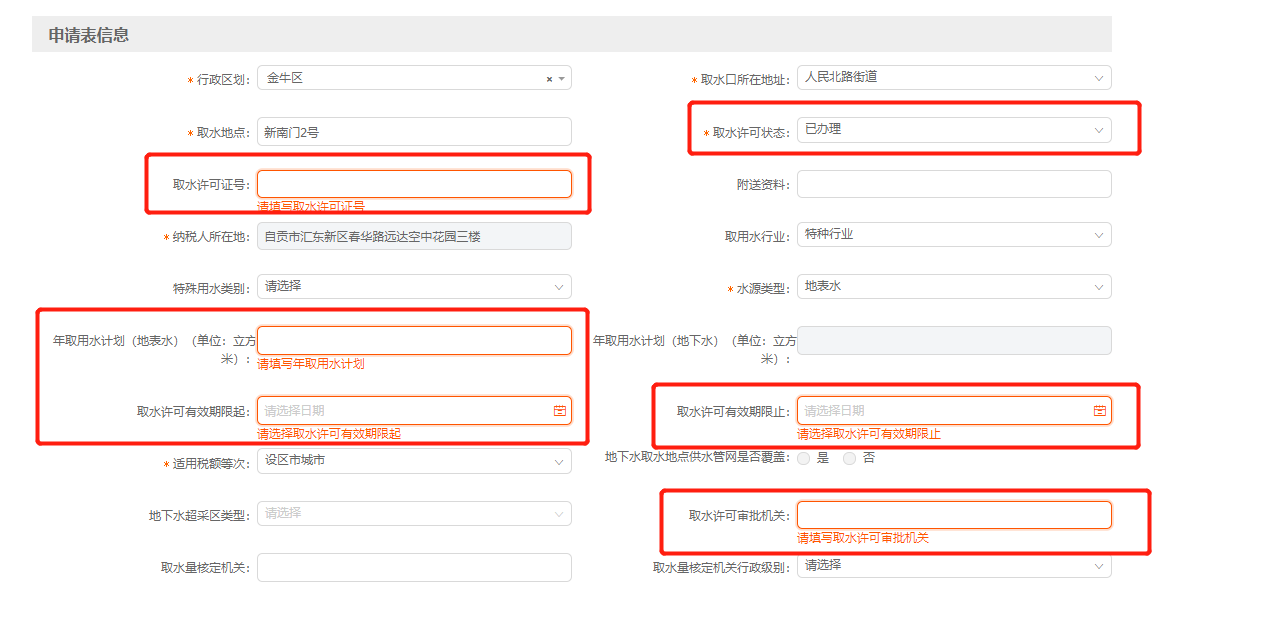 申请表信息
* 行政区划: 金牛区 ×
* 取水口所在地址: 人民北路街道
* 取水地点: 新南门2号
* 取水许可状态: 已办理
取水许可证号:
请填写取水许可证号
附送资料:
* 纳税人所在地: 自贡市汇东新区春华路远达空中花园三楼
取用水行业: 特种行业
特殊用水类别: 请选择
* 水源类型: 地表水
年取用水计划（地表水）（单位：立方
米）:
请填写年取用水计划
年取用水计划（地下水）（单位：立方
米）:
取水许可有效期限起: 请选择日期
请选择取水许可有效期限起
取水许可有效期限止: 请选择日期
请选择取水许可有效期限止
* 适用税额等次: 设区市城市
地下水取水地点供水管网是否覆盖: 是 否
地下水超采区类型: 请选择
取水许可审批机关:
请填写取水许可审批机关
取水量核定机关:
取水量核定机关行政级别: 请选择